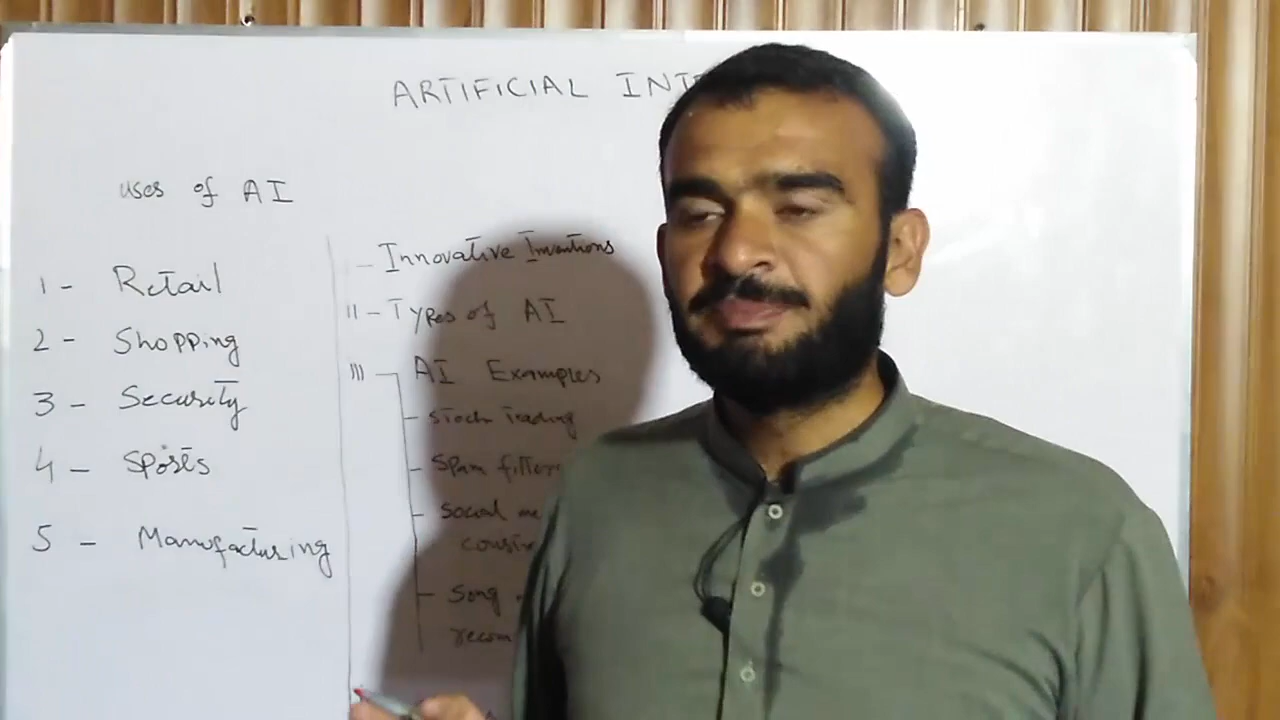 ARTIFICIAL INT
uses of AI
1 - Retail
2 - Shopping
3 - Security
4 - Sports
5 - Manufacturing
- Innovative Inventions
II - Types of AI
III AI Examples
Stock Trading
Spam filters
Social me
Song
recom